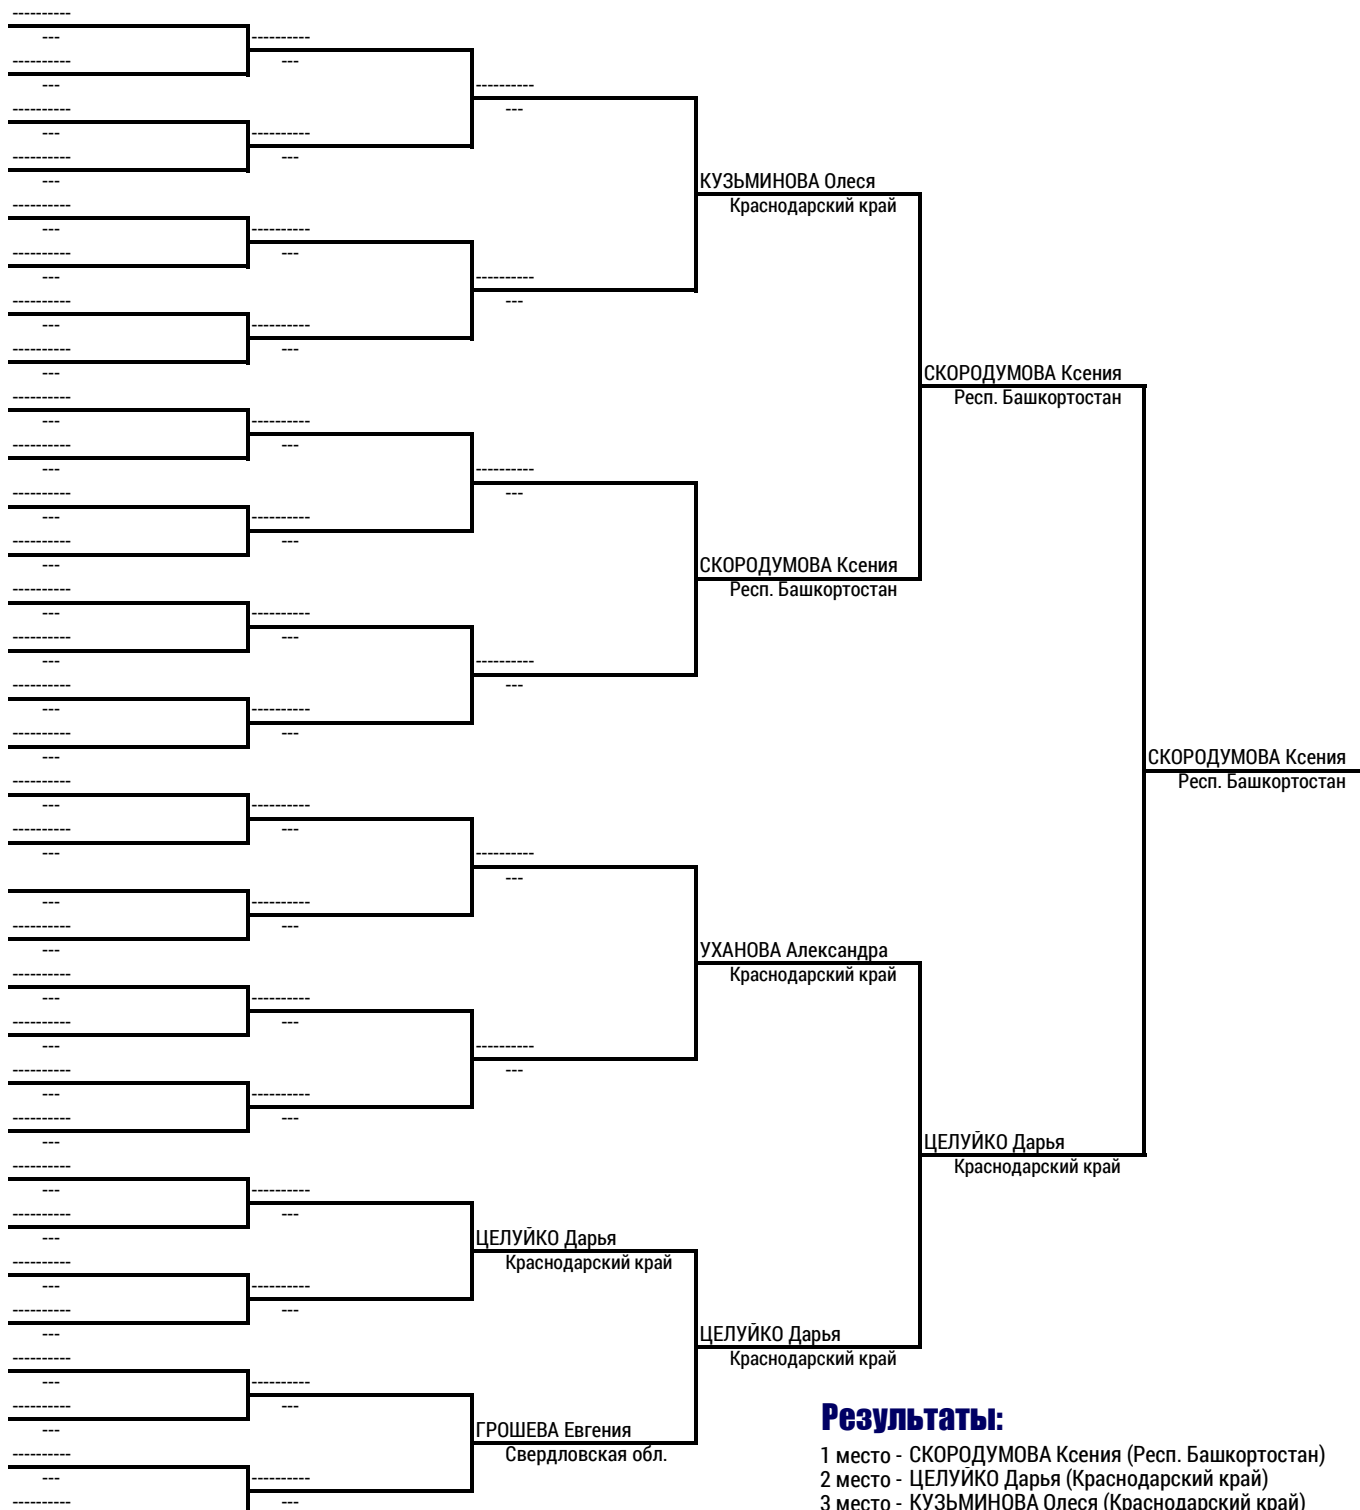 КУЗЬМИНОВА Олеся
Краснодарский край
СКОРОДУМОВА Ксения
Респ. Башкортостан
СКОРОДУМОВА Ксения
Респ. Башкортостан
СКОРОДУМОВА Ксения
Респ. Башкортостан
УХАНОВА Александра
Краснодарский край
ЦЕЛУЙКО Дарья
Краснодарский край
ЦЕЛУЙКО Дарья
Краснодарский край
ЦЕЛУЙКО Дарья
Краснодарский край
ГРОШЕВА Евгения
Свердловская обл.
Результаты:
1 место - СКОРОДУМОВА Ксения (Респ. Башкортостан)
2 место - ЦЕЛУЙКО Дарья (Краснодарский край)
3 место - КУЗЬМИНОВА Олеся (Краснодарский край)